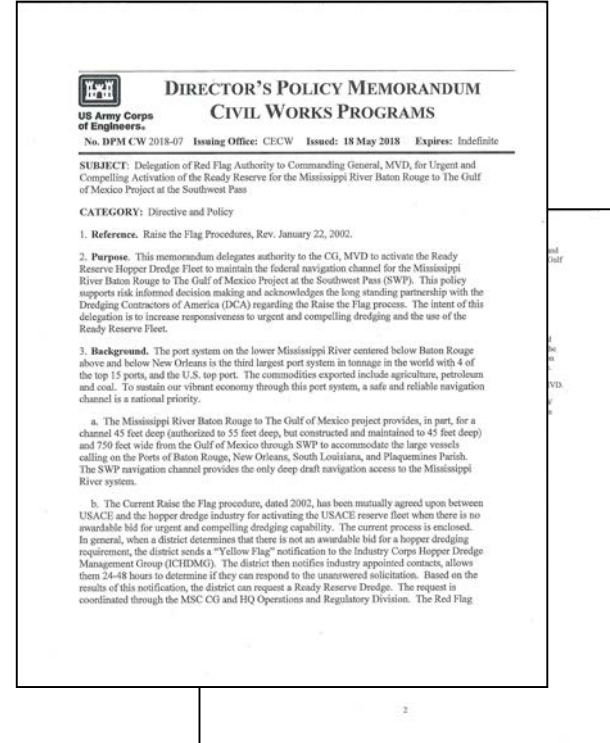 DIRECTOR'S POLICY MEMORANDUM
CIVIL WORKS PROGRAMS
US Army Corps
of Engineers®
No. DPM CW 2018-07 Issuing Office: CECW Issued: 18 May 2018 Expires: Indefinite
SUBJECT: Delegation of Red Flag Authority to Commanding General, MVD, for Urgent and
Compelling Activation of the Ready Reserve for the Mississippi River Baton Rouge to The Gulf
of Mexico Project at the Southwest Pass
CATEGORY: Directive and Policy
1. Reference. Raise the Flag Procedures, Rev. January 22, 2002.
2. Purpose. This memorandum delegates authority to the CG, MVD to activate the Ready
Reserve Hopper Dredge Fleet to maintain the federal navigation channel for the Mississippi
River Baton Rouge to The Gulf of Mexico Project at the Southwest Pass (SWP). This policy
supports risk informed decision making and acknowledges the long standing partnership with the
Dredging Contractors of America (DCA) regarding the Raise the Flag process. The intent of this
delegation is to increase responsiveness to urgent and compelling dredging and the use of the
Ready Reserve Fleet.
3. Background. The port system on the lower Mississippi River centered below Baton Rouge
above and below New Orleans is the third largest port system in tonnage in the world with 4 of
the top 15 ports, and the U.S. top port. The commodities exported include agriculture, petroleum
and coal. To sustain our vibrant economy through this port system, a safe and reliable navigation
channel is a national priority.
a. The Mississippi River Baton Rouge to The Gulf of Mexico project provides, in part, for a
channel 45 feet deep (authorized to 55 feet deep, but constructed and maintained to 45 feet deep)
and 750 feet wide from the Gulf of Mexico through SWP to accommodate the large vessels
calling on the Ports of Baton Rouge, New Orleans, South Louisiana, and Plaquemines Parish.
The SWP navigation channel provides the only deep draft navigation access to the Mississippi
River system.
b. The Current Raise the Flag procedure, dated 2002, has been mutually agreed upon between
USACE and the hopper dredge industry for activating the USACE reserve fleet when there is no
awardable bid for urgent and compelling dredging capability. The current process is enclosed.
In general, when a district determines that there is not an awardable bid for a hopper dredging
requirement, the district sends a "Yellow Flag" notification to the Industry Corps Hopper Dredge
Management Group (ICHDMG). The district then notifies industry appointed contacts, allows
them 24-48 hours to determine if they can respond to the unanswered solicitation. Based on the
results of this notification, the district can request a Ready Reserve Dredge. The request is
coordinated through the MSC CG and HQ Operations and Regulatory Division. The Red Flag
and
Gulf
2